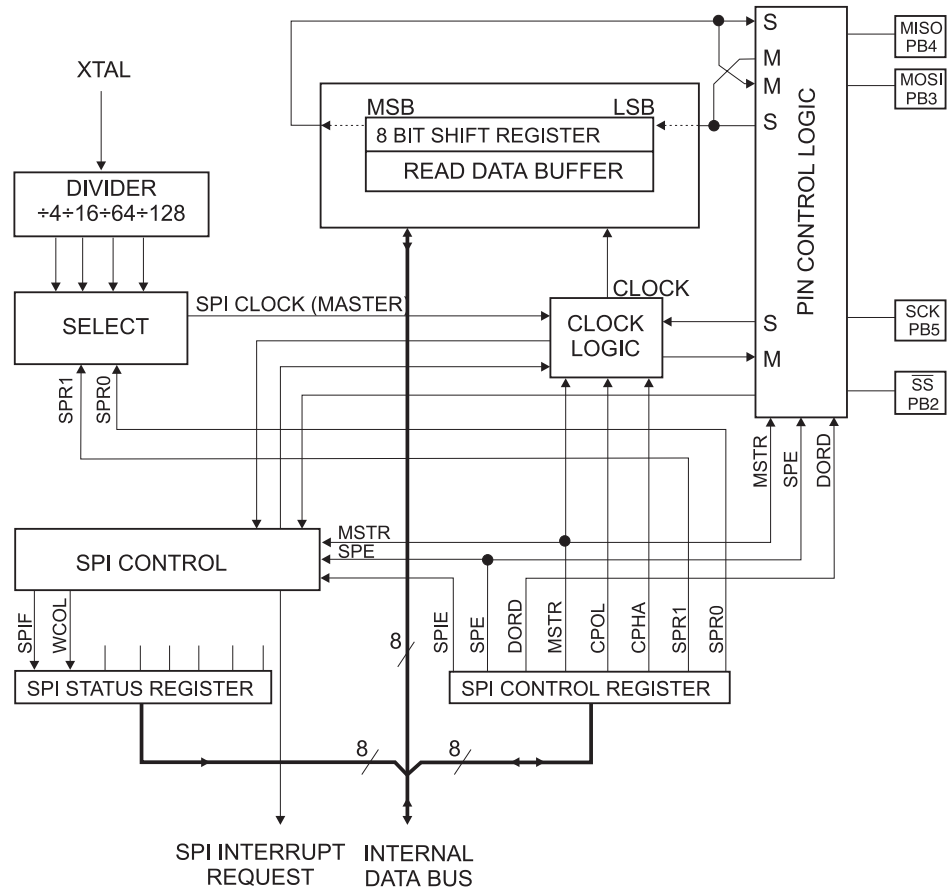 XTAL
DIVIDER
÷4÷16÷64÷128
SELECT
SPR1
SPR0
SPI CLOCK (MASTER)
MSB
LSB
8 BIT SHIFT REGISTER
READ DATA BUFFER
CLOCK
CLOCK
LOGIC
S
M
M
S
S
M
PIN CONTROL LOGIC
MISO
PB4
MOSI
PB3
SCK
PB5
SS
PB2
MSTR
SPE
DORD
MSTR
SPE
SPI CONTROL
SPIF
WCOL
SPI STATUS REGISTER
SPIE
SPE
DORD
MSTR
CPOL
CPHA
SPR1
SPR0
SPI CONTROL REGISTER
8
8
8
SPI INTERRUPT
REQUEST
INTERNAL
DATA BUS